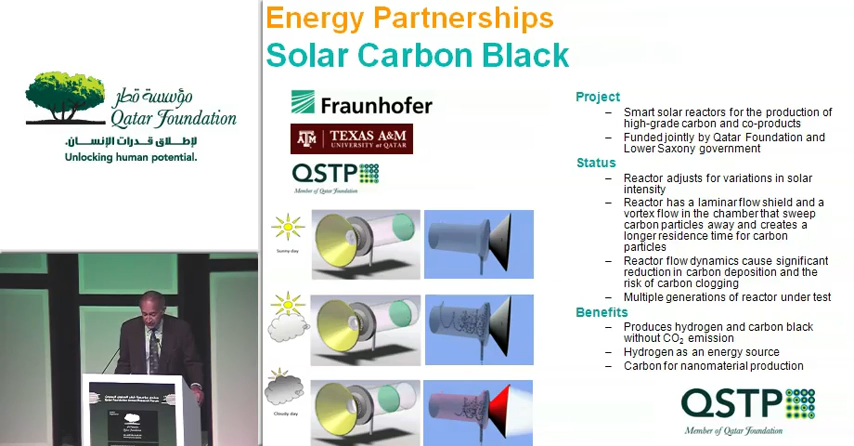 مؤسسة قطر
Qatar Foundation
لإطلاق قدرات الإنسان.
Unlocking human potential.
Energy Partnerships
Solar Carbon Black
Fraunhofer
ATM
TEXAS A&M
UNIVERSITY at QATAR
QSTP
Member of Qatar Foundation
Sunny day
Cloudy day
Project
– Smart solar reactors for the production of
high-grade carbon and co-products
– Funded jointly by Qatar Foundation and
Lower Saxony government
Status
– Reactor adjusts for variations in solar
intensity
– Reactor has a laminar flow shield and a
vortex flow in the chamber that sweep
carbon particles away and creates a
longer residence time for carbon
particles
– Reactor flow dynamics cause significant
reduction in carbon deposition and the
risk of carbon clogging
– Multiple generations of reactor under test
Benefits
– Produces hydrogen and carbon black
without CO₂ emission
– Hydrogen as an energy source
– Carbon for nanomaterial production
QSTP
Member of Qatar Foundation